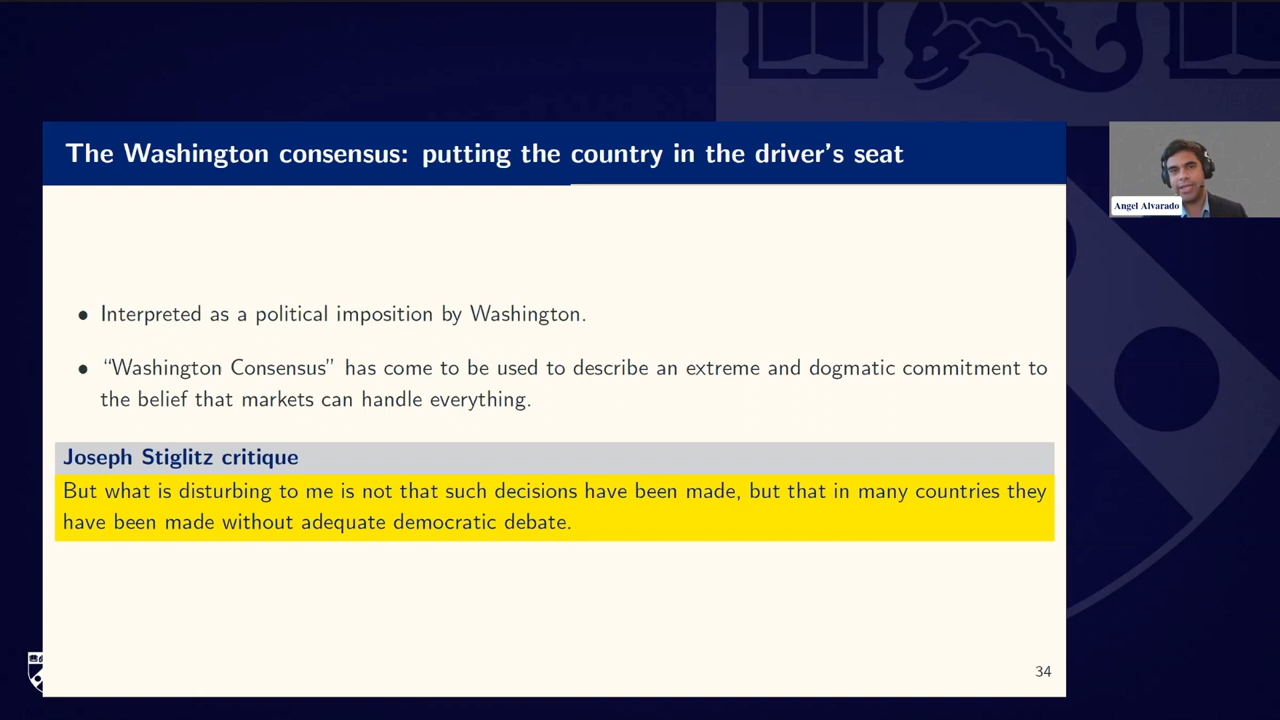 The Washington consensus: putting the country in the driver's seat
Angel Alvarado
• Interpreted as a political imposition by Washington.
• “Washington Consensus” has come to be used to describe an extreme and dogmatic commitment to
the belief that markets can handle everything.
Joseph Stiglitz critique
But what is disturbing to me is not that such decisions have been made, but that in many countries they
have been made without adequate democratic debate.
34